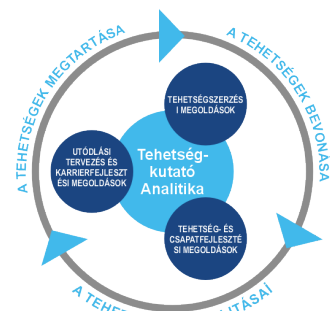 A TEHETSÉGEK MEGTARTÁSA
A TEHETSÉGEK BEVONÁSA
TEHETSÉGSZERZÉS
I MEGOLDÁSOK
UTÓDLÁSI
TERVEZÉS ÉS
KARRIERFEJLESZT
ÉSI MEGOLDÁSOK
Tehetség-
kutató
Analitika
TEHETSÉG- ÉS
CSAPATFEJLESZTÉ
SI MEGOLDÁSOK